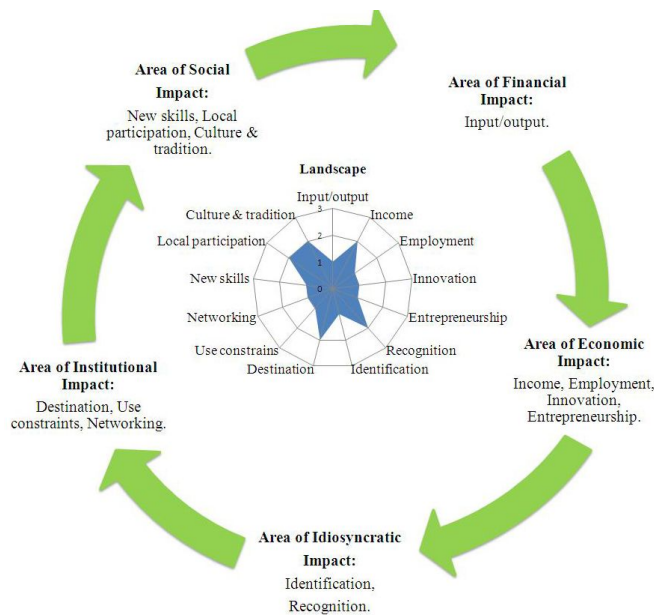 Area of Social
Impact:
New skills, Local
participation, Culture &
tradition.
Area of Financial
Impact:
Input/output.
Landscape
Input/output
Culture & tradition
Income
Local participation
Employment
New skills
Innovation
Networking
Entrepreneurship
Use constrains
Recognition
Destination
Identification
3
2
1
0
Area of Institutional
Impact:
Destination, Use
constraints, Networking.
Area of Economic
Impact:
Income, Employment,
Innovation,
Entrepreneurship.
Area of Idiosyncratic
Impact:
Identification,
Recognition.